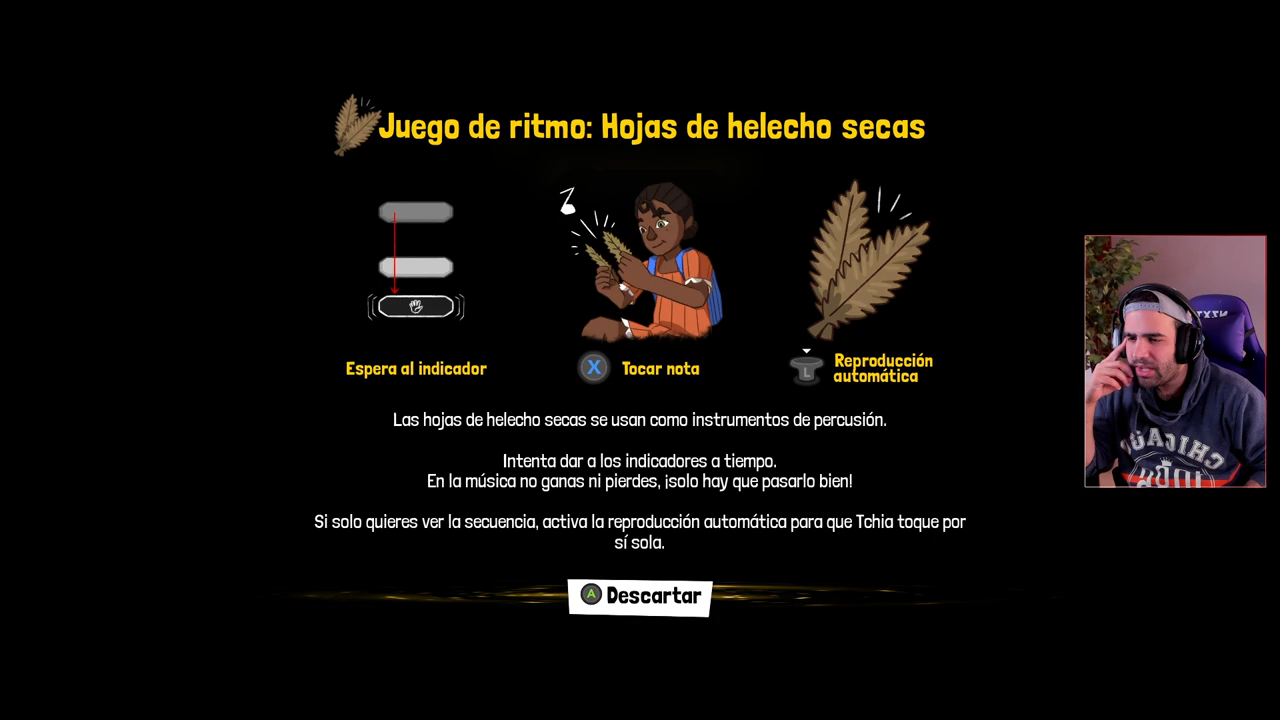 Juego de ritmo: Hojas de helecho secas
Espera al indicador
X Tocar nota
L Reproducción
automática
Las hojas de helecho secas se usan como instrumentos de percusión.
Intenta dar a los indicadores a tiempo.
En la música no ganas ni pierdes, ¡solo hay que pasarlo bien!
Si solo quieres ver la secuencia, activa la reproducción automática para que Tchia toque por
sí sola.
A Descartar
CHICAGO